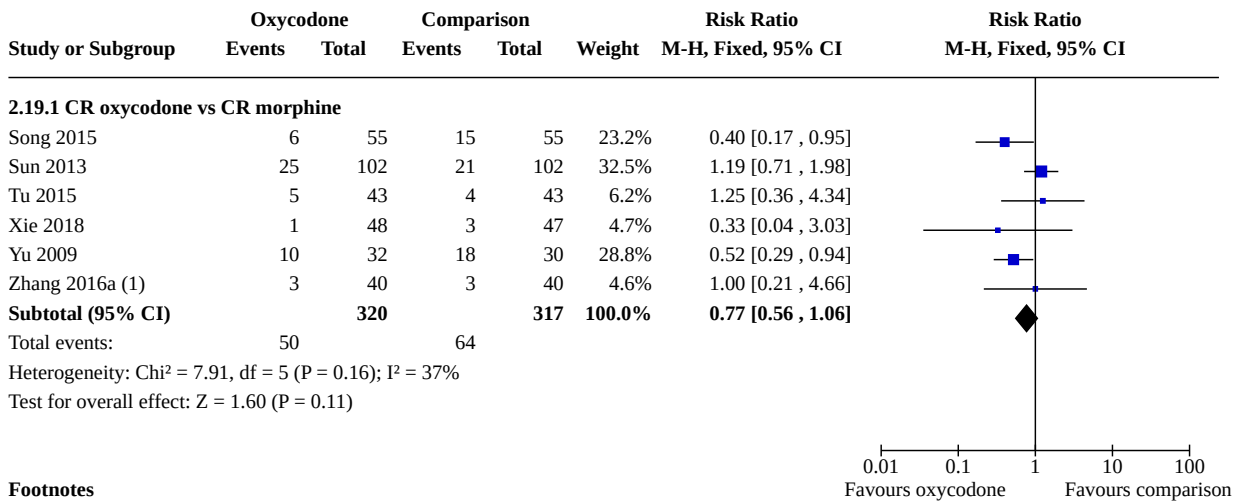 Oxycodone Comparison Risk Ratio Risk Ratio
Study or Subgroup Events Total Events Total Weight M-H, Fixed, 95% CI M-H, Fixed, 95% CI
2.19.1 CR oxycodone vs CR morphine
Song 2015 6 55 15 55 23.2% 0.40 [0.17 , 0.95]
Sun 2013 25 102 21 102 32.5% 1.19 [0.71 , 1.98]
Tu 2015 5 43 4 43 6.2% 1.25 [0.36 , 4.34]
Xie 2018 1 48 3 47 4.7% 0.33 [0.04 , 3.03]
Yu 2009 10 32 18 30 28.8% 0.52 [0.29 , 0.94]
Zhang 2016a (1) 3 40 3 40 4.6% 1.00 [0.21 , 4.66]
Subtotal (95% CI) 320 317 100.0% 0.77 [0.56 , 1.06]
Total events: 50 64
Heterogeneity: Chi² = 7.91, df = 5 (P = 0.16); I² = 37%
Test for overall effect: Z = 1.60 (P = 0.11)
0.01 0.1 1 10 100
Favours oxycodone Favours comparison
Footnotes